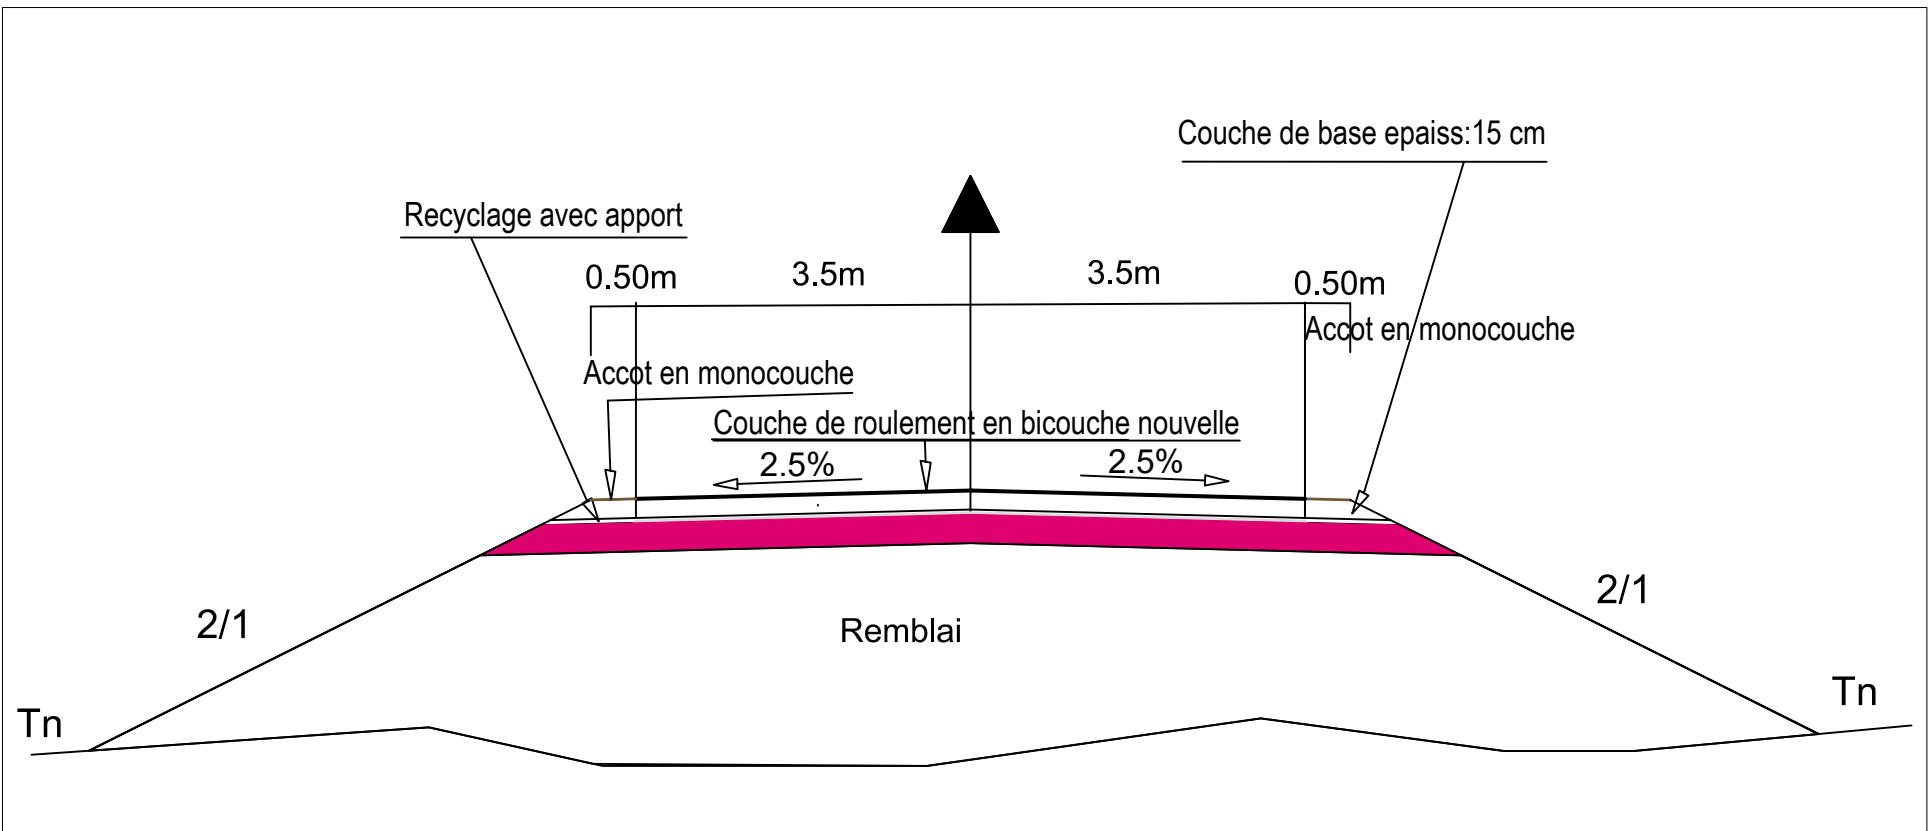 Couche de base epaiss:15 cm
Recyclage avec apport
0.50m
3.5m
3.5m
0.50m
Accot en monocouche
Accot en monocouche
Couche de roulement en bicouche nouvelle
2.5%
2.5%
2/1
2/1
Remblai
Tn
Tn